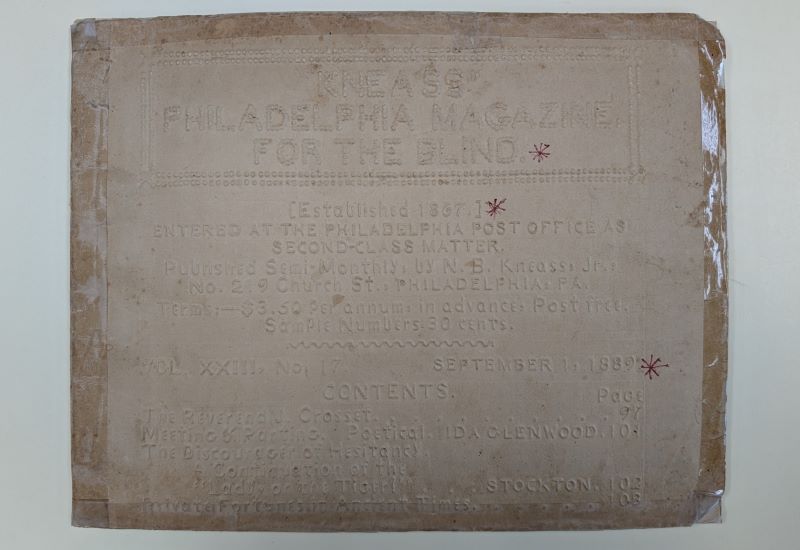 KNEASS'
PHILADELPHIA MAGAZINE
FOR THE BLIND.
[Established 1867.]
ENTERED AT THE PHILADELPHIA POST OFFICE AS
SECOND-CLASS MATTER.
Published Semi-Monthly, by N. B. Kneass, Jr.,
Church St., PHILADELPHIA, PA.
Terms:—$3.50 Per annum, in advance, Post free.
Sample Numbers 30 cents.
VOL. XXIII, No. 17 SEPTEMBER 1, 1889
CONTENTS.
Page
The Reverend J. Crosset. 97
Meeting & Parting. Poetical. IDA GLENWOOD.
The Discourager of Hesitancy.
A Continuation of the
"Lady or the Tiger" STOCKTON. 102
Private Fortunes in Ancient Times. 103